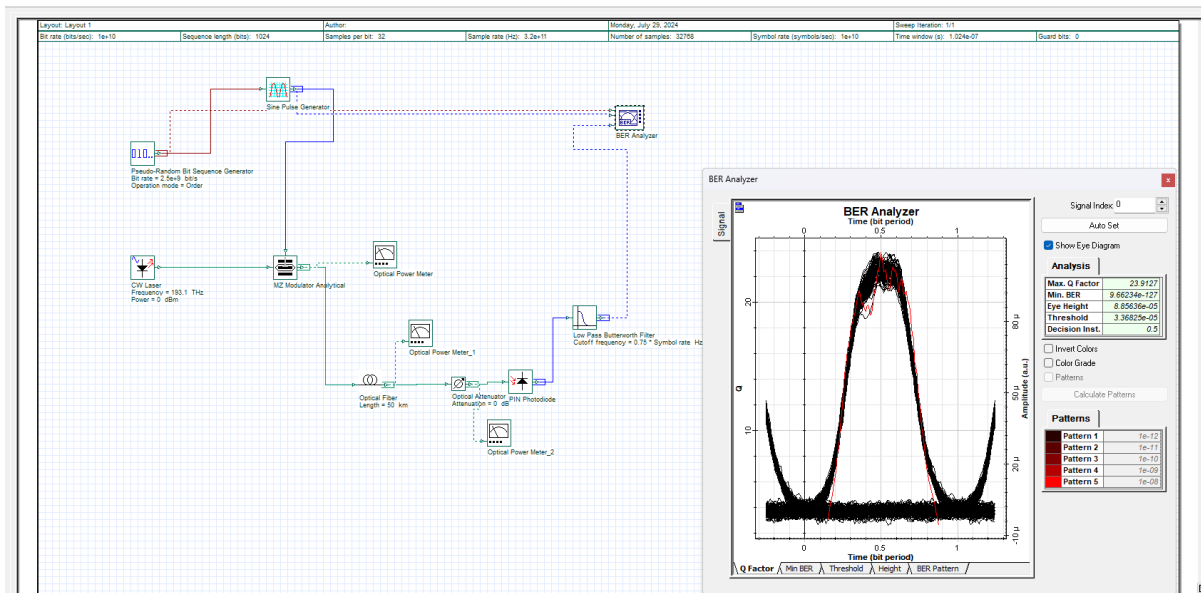 Layout: Layout 1
Author:
Monday, July 29, 2024
Sweep Iteration: 1/1
Bit rate (bits/sec): 1e+10
Sequence length (bits): 1024
Samples per bit: 32
Sample rate (Hz): 3.2e+11
Number of samples: 32768
Symbol rate (symbols/sec): 1e+10
Time window (s): 1.024e-07
Guard bits: 0
Sine Pulse Generator
BER
BER Analyzer
010...
Pseudo-Random Bit Sequence Generator
Bit rate = 2.5e+9 bit/s
Operation mode = Order
CW Laser
Frequency = 193.1 THz
Power = 0 dBm
MZ Modulator Analytical
Optical Power Meter
Optical Power Meter_1
Low Pass Butterworth Filter
Cutoff frequency = 0.75 * Symbol rate Hz
Optical Fiber
Length = 50 km
Optical Attenuator
Attenuation = 0 dB
PIN Photodiode
Optical Power Meter_2
BER Analyzer
x
Signal
BER Analyzer
Time (bit period)
0 0.5 1
Q
20
10
Amplitude (a.u.)
80 µ
50 µ
20 µ
-10 µ
0 0.5 1
Time (bit period)
Q Factor
Min BER
Threshold
Height
BER Pattern
Signal Index: 0
Auto Set
Show Eye Diagram
Analysis
Max. Q Factor 23.9127
Min. BER 9.66234e-127
Eye Height 8.85636e-05
Threshold 3.36825e-05
Decision Inst. 0.5
Invert Colors
Color Grade
Patterns
Calculate Patterns
Patterns
Pattern 1 1e-12
Pattern 2 1e-11
Pattern 3 1e-10
Pattern 4 1e-09
Pattern 5 1e-08